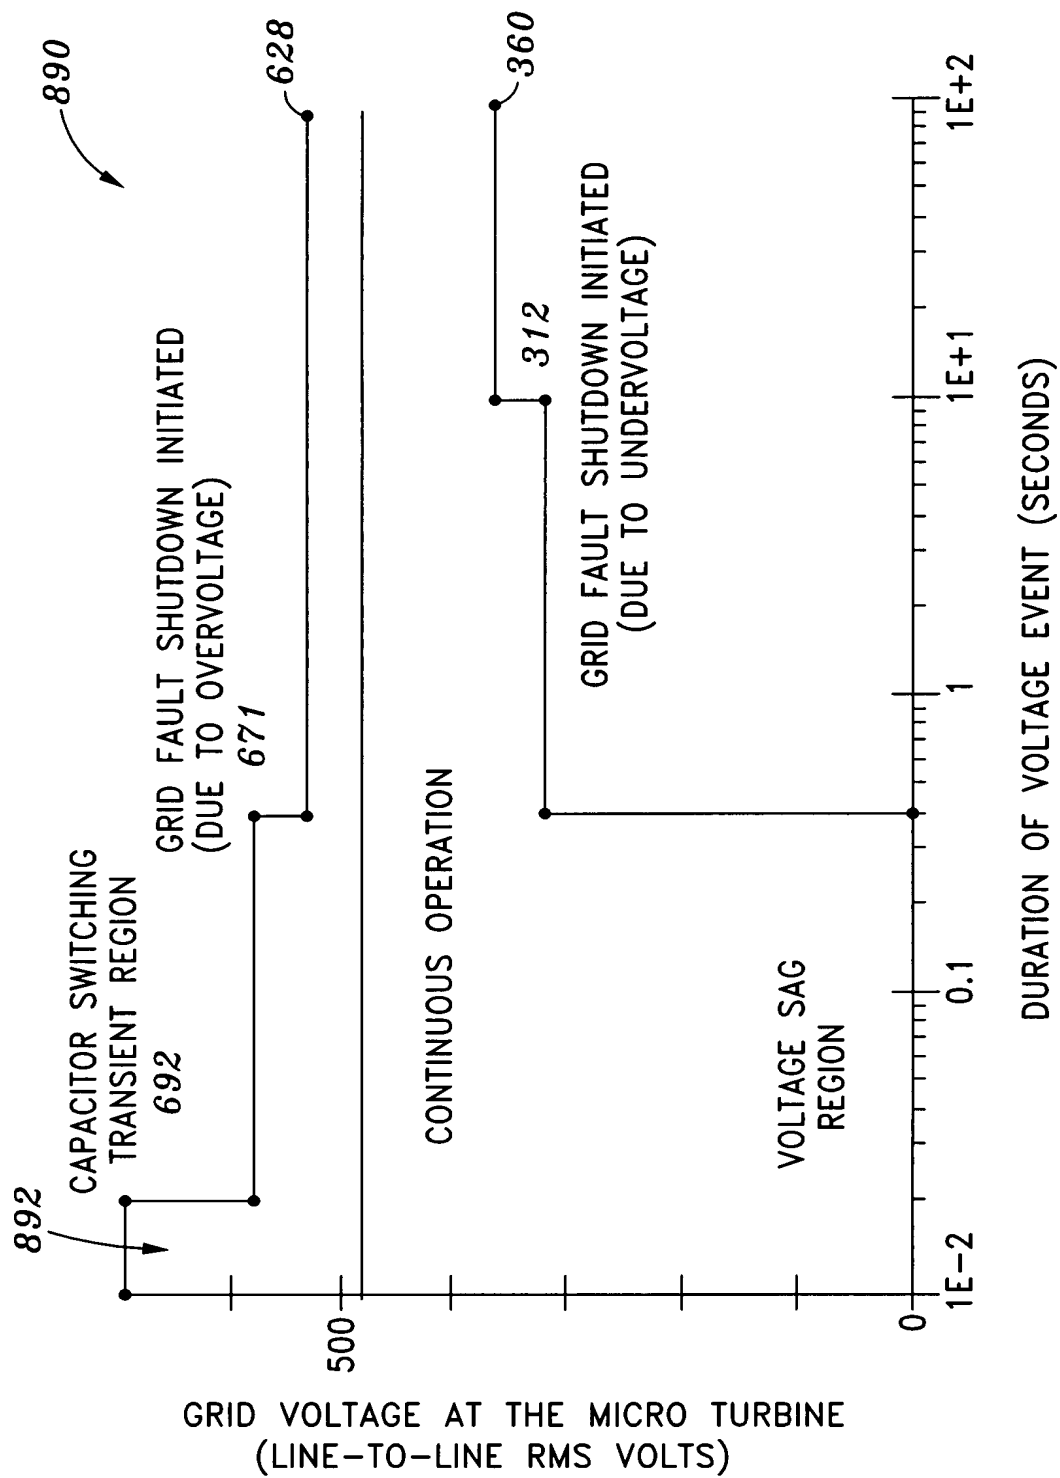 890
892
CAPACITOR SWITCHING
TRANSIENT REGION
692
GRID FAULT SHUTDOWN INITIATED
(DUE TO OVERVOLTAGE)
671
628
360
312
CONTINUOUS OPERATION
GRID FAULT SHUTDOWN INITIATED
(DUE TO UNDERVOLTAGE)
VOLTAGE SAG
REGION
500
0
GRID VOLTAGE AT THE MICRO TURBINE
(LINE-TO-LINE RMS VOLTS)
1E-2
0.1
1
1E+1
1E+2
DURATION OF VOLTAGE EVENT (SECONDS)